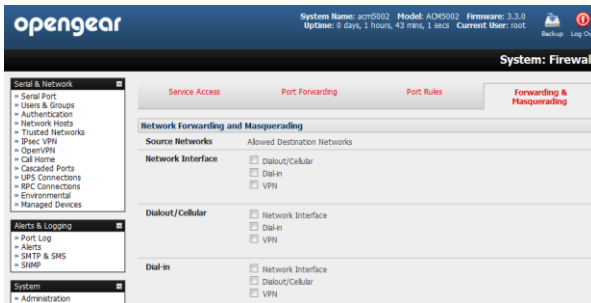 opengear
System Name: acm5002 Model: ACM5002 Firmware: 3.3.0
Uptime: 0 days, 1 hours, 43 mins, 1 secs Current User: root
Backup Log Ou
System: Firewal
Serial & Network
» Serial Port
» Users & Groups
» Authentication
» Network Hosts
» Trusted Networks
» IPsec VPN
» OpenVPN
» Call Home
» Cascaded Ports
» UPS Connections
» RPC Connections
» Environmental
» Managed Devices
Alerts & Logging
» Port Log
» Alerts
» SMTP & SMS
» SNMP
System
» Administration
Service Access Port Forwarding Port Rules Forwarding &
Masquerading
Network Forwarding and Masquerading
Source Networks Allowed Destination Networks
Network Interface Dialout/Cellular
Dial-in
VPN
Dialout/Cellular Network Interface
Dial-in
VPN
Dial-in Network Interface
Dialout/Cellular
VPN